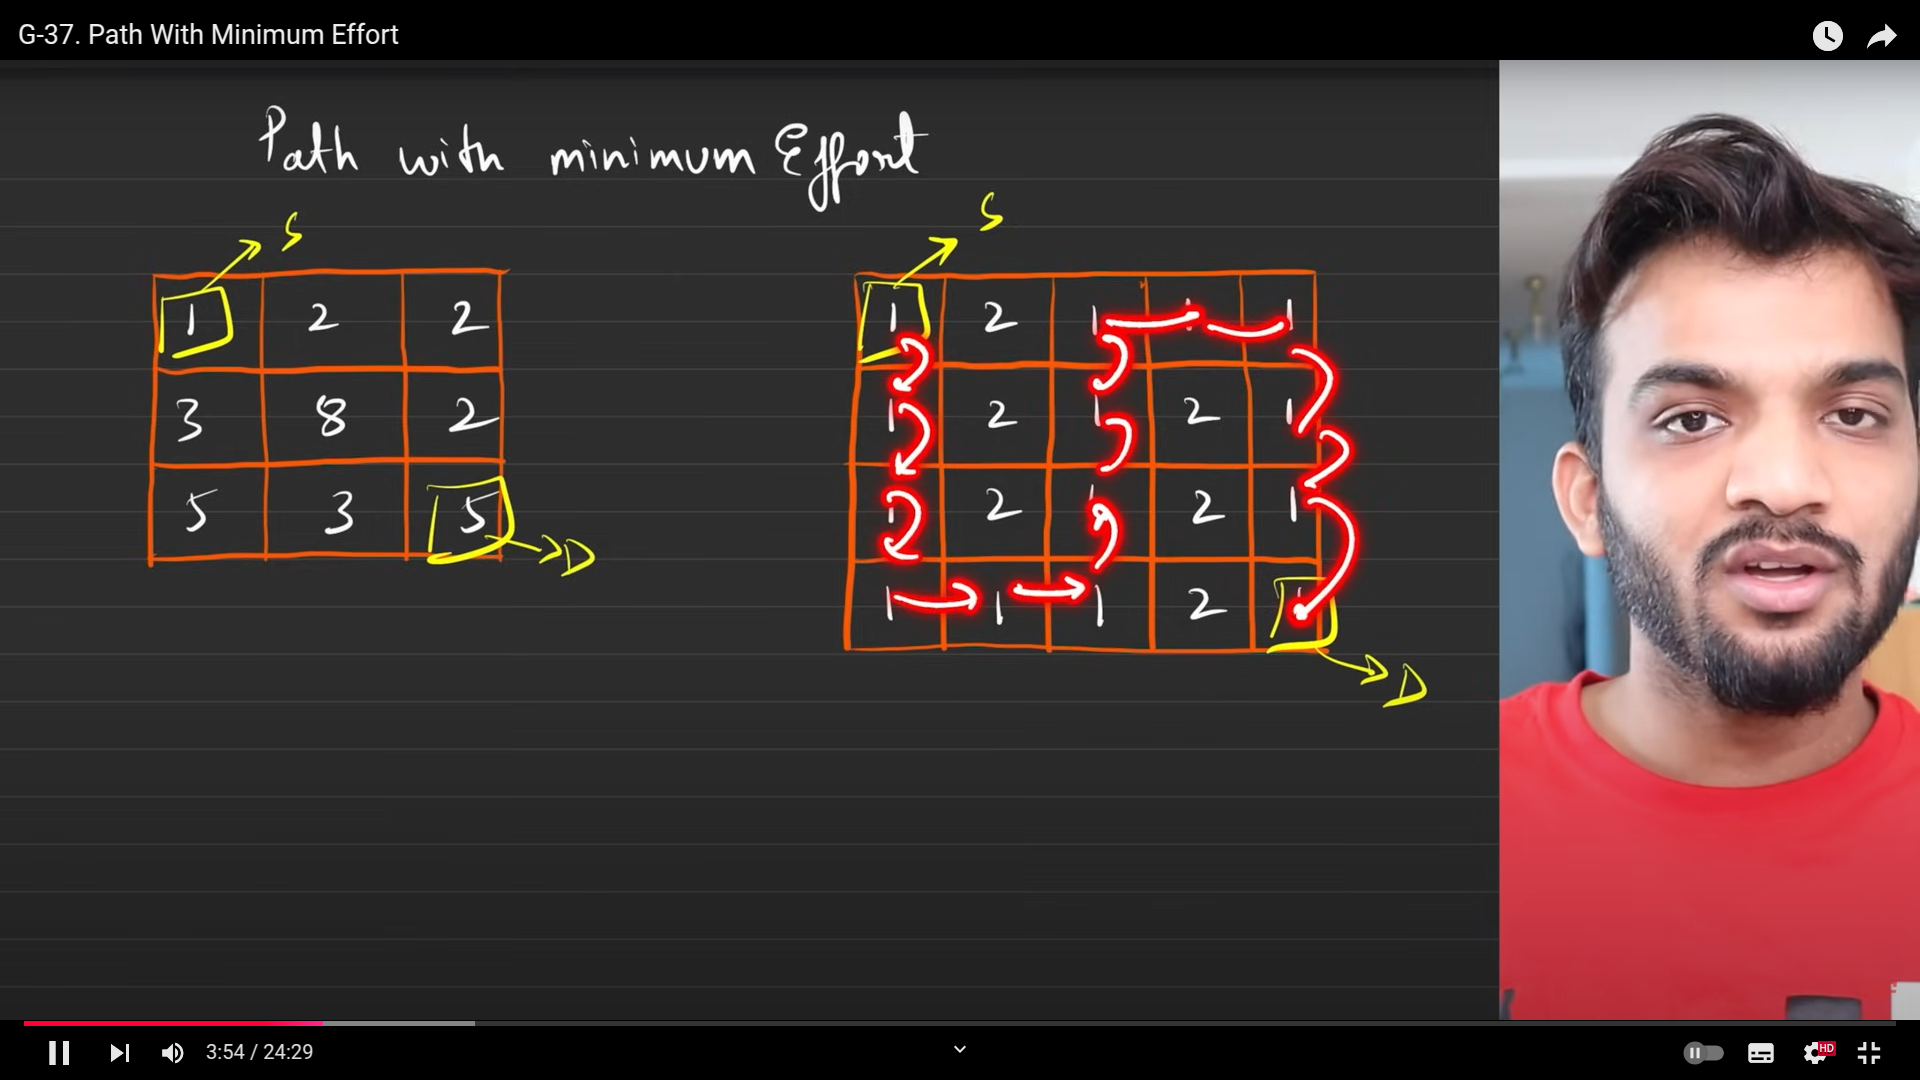 G-37. Path With Minimum Effort
Path with minimum Effort
S
S
1 2 2
3 8 2
5 3 5
D
1 2 1 1 1
1 2 1 2 1
1 2 1 2 1
1 1 1 2 1
D
3:54 / 24:29
HD